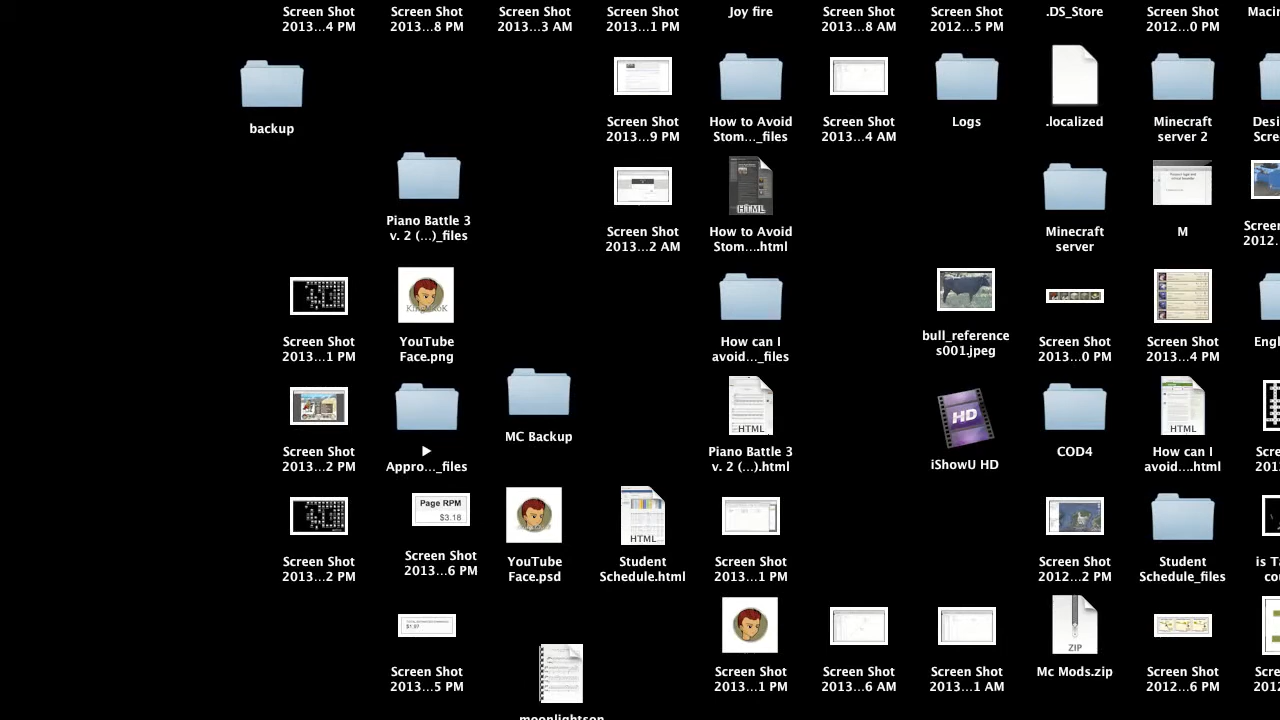 Screen Shot
2013...4 PM
Screen Shot
2013...8 PM
Screen Shot
2013...3 AM
Screen Shot
2013...1 PM
Joy fire
Screen Shot
2013...8 AM
Screen Shot
2012...5 PM
.DS_Store
Screen Shot
2012...0 PM
backup
Screen Shot
2013...9 PM
How to Avoid
Stom..._files
Screen Shot
2013...4 AM
Logs
.localized
Minecraft
server 2
Piano Battle 3
v. 2 (...)_files
Screen Shot
2013...2 AM
HTML
How to Avoid
Stom....html
Minecraft
server
M
2012...
Screen Shot
2013...1 PM
YouTube
Face.png
How can I
avoid..._files
bull_reference
s001.jpeg
Screen Shot
2013...0 PM
Screen Shot
2013...4 PM
Screen Shot
2013...2 PM
Appro..._files
MC Backup
HTML
Piano Battle 3
v. 2 (...).html
HD
iShowU HD
COD4
HTML
How can I
avoid....html
Screen Shot
2013...2 PM
Page RPM
$3.18
Screen Shot
2013...6 PM
YouTube
Face.psd
HTML
Student
Schedule.html
Screen Shot
2013...1 PM
Screen Shot
2012...2 PM
Student
Schedule_files
$1.97
Screen Shot
2013...5 PM
Screen Shot
2013...1 PM
Screen Shot
2013...6 AM
Screen Shot
2013...1 AM
ZIP
Mc Mods.zip
Screen Shot
2012...6 PM